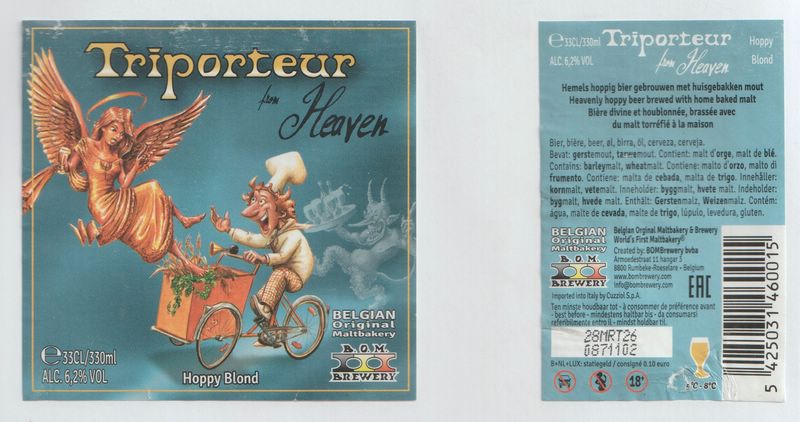 Triporteur
from Heaven
BELGIAN
Original
Maltbakery
B.O.M.
BREWERY
℮33CL/330ml
ALC. 6,2% VOL
Hoppy Blond
℮33CL/330ml
ALC. 6,2% VOL
Triporteur
from Heaven
Hoppy
Blond
Hemels hoppig bier gebrouwen met huisgebakken mout
Heavenly hoppy beer brewed with home baked malt
Bière divine et houblonnée, brassée avec
du malt torréfié à la maison
Bier, bière, beer, øl, birra, öl, cerveza, cerveja.
Bevat: gerstemout, tarwemout. Contient: malt d'orge, malt de blé.
Contains: barleymalt, wheatmalt. Contiene: malto d'orzo, malto di
frumento. Contiene: malta de cebada, malta de trigo. Innehåller:
kornmalt, vetemalt. Inneholder: byggmalt, hvete malt. Indeholder:
bygmalt, hvede malt. Enthält: Gerstenmalz, Weizenmalz. Contém:
água, malte de cevada, malte de trigo, lúpulo, levedura, gluten.
BELGIAN
Original
Maltbakery
B.O.M.
BREWERY
Belgian Orginal Maltbakery & Brewery
World's First Maltbakery®
Created by: BOMBrewery bvba
Armoedestraat 11 hangar 3
8800 Rumbeke-Roeselare - Belgium
www.bombrewery.com
info@bombrewery.com
EAC
Imported into Italy by Cuzziol S.p.A.
Ten minste houdbaar tot - à consommer de préférence avant
- best before - mindestens haltbar bis - da consumarsi
referibilmente entro il - minst holdbar til.
28MRT26
0871102
B+NL+LUX: statiegeld / consigné 0.10 euro
18+
5°C - 8°C
5 425031 460015